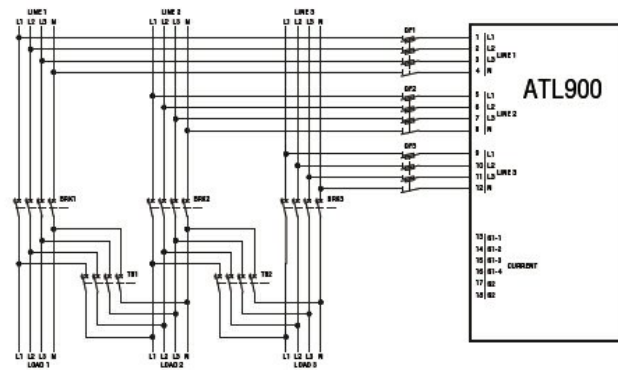 LINE 1 LINE 2 LINE 3
L1 L2 L3 N L1 L2 L3 N L1 L2 L3 N
ATL900
QF1
1 L1
2 L2
3 L3
4 N
LINE 1
QF2
5 L1
6 L2
7 L3
8 N
LINE 2
QF3
9 L1
10 L2
11 L3
12 N
LINE 3
BRK1 BRK2 BRK3
13 S1-1
14 S1-2
15 S1-3
16 S1-4
17 S2
18 S2
CURRENT
TB1 TB2
L1 L2 L3 N L1 L2 L3 N L1 L2 L3 N
LOAD 1 LOAD 2 LOAD 3